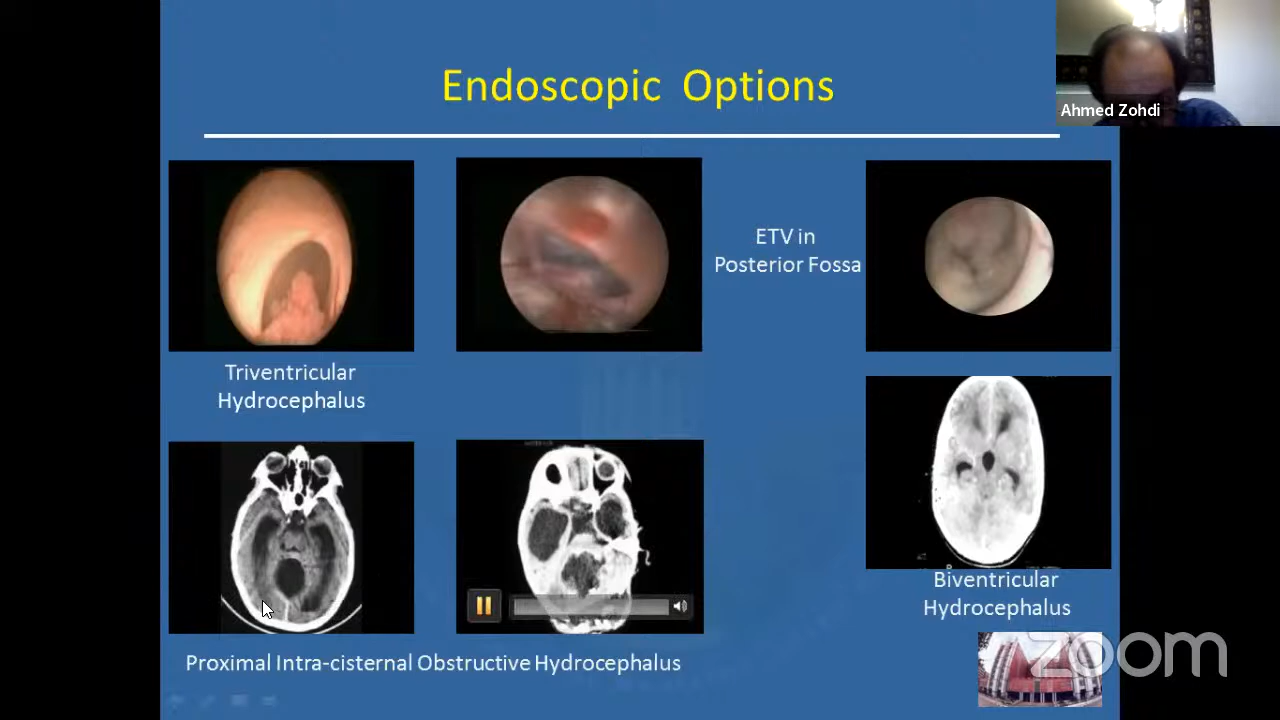 Endoscopic Options
Ahmed Zohdi
ETV in
Posterior Fossa
Triventricular
Hydrocephalus
Biventricular
Hydrocephalus
Proximal Intra-cisternal Obstructive Hydrocephalus
zoom